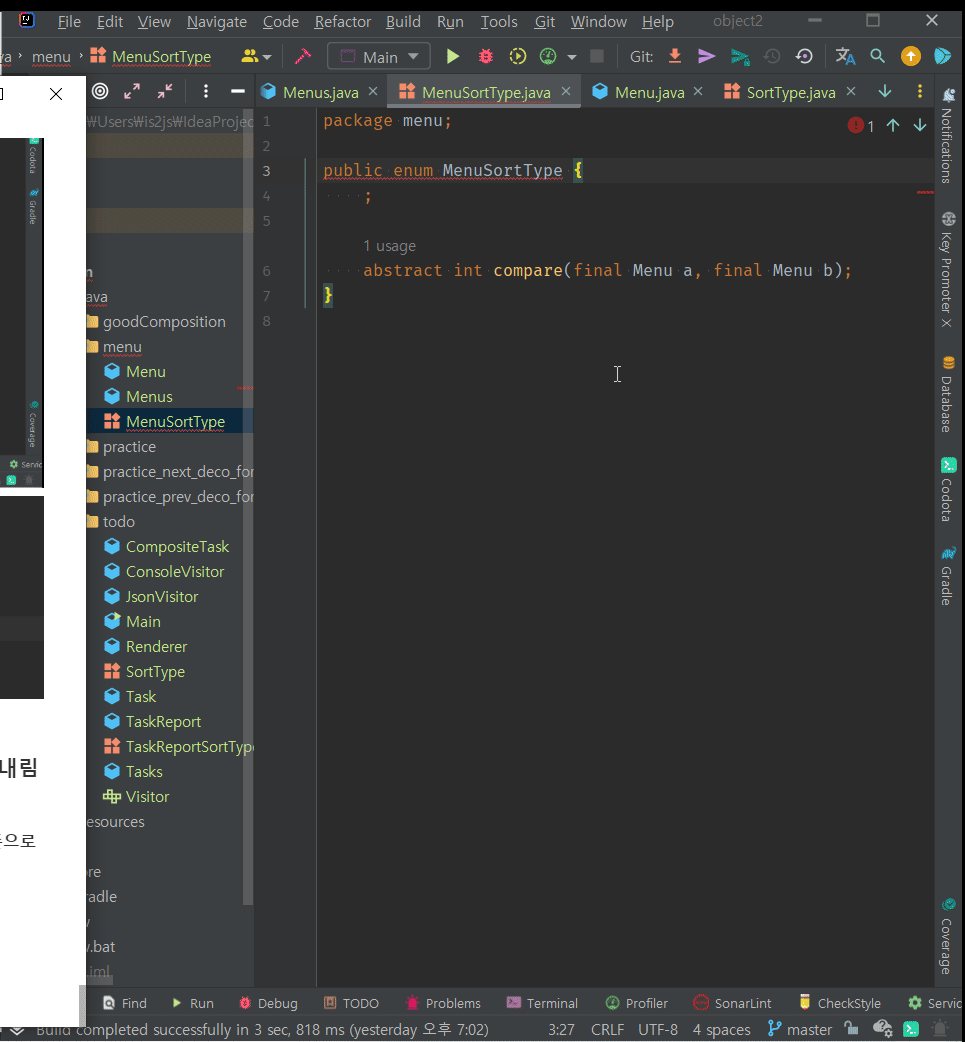 File Edit View Navigate Code Refactor Build Run Tools Git Window Help object2
menu MenuSortType Main Git:
Menus.java MenuSortType.java Menu.java SortType.java
₩Users₩is2js₩IdeaProjec
1 package menu;
2
3 public enum MenuSortType {
4 ;
5
1 usage
6 abstract int compare(final Menu a, final Menu b);
7 }
8
1
goodComposition
menu
Menu
Menus
MenuSortType
practice
practice_next_deco_for
practice_prev_deco_for
todo
CompositeTask
ConsoleVisitor
JsonVisitor
Main
Renderer
SortType
Task
TaskReport
TaskReportSortType
Tasks
Visitor
esources
re
radle
w.bat
.iml
Codota
Gradle
Coverage
Servic
내림
으로
Notifications
Key Promoter X
Database
Codota
Gradle
Coverage
Find Run Debug TODO Problems Terminal Profiler SonarLint CheckStyle Servic
Build completed successfully in 3 sec, 818 ms (yesterday 오후 7:02) 3:27 CRLF UTF-8 4 spaces master